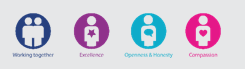 Working together
Excellence
Openness & Honesty
Compassion